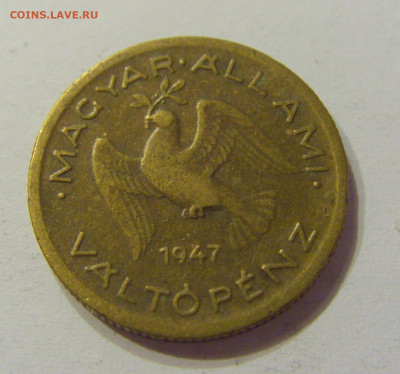 COINS.LAVE.RU
·MAGYAR·ÁLLAMI·
1947
VÁLTÓPÉNZ